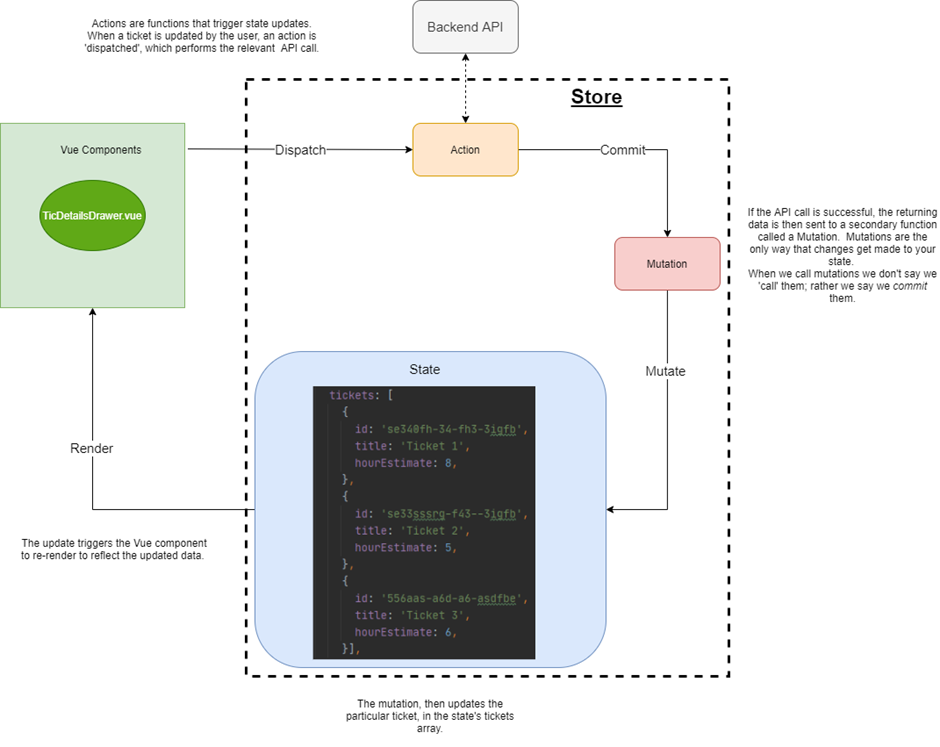 Actions are functions that trigger state updates.
When a ticket is updated by the user, an action is
'dispatched', which performs the relevant  API call.
Backend API
Store
Vue Components
Dispatch
Action
Commit
TicDetailsDrawer.vue
If the API call is successful, the returning
data is then sent to a secondary function
called a Mutation.  Mutations are the
only way that changes get made to your
state.
When we call mutations we don't say we
'call' them; rather we say we commit
them.
Mutation
State
Mutate
tickets: [
{
id: 'se340fh-34-fh3-3igfb',
title: 'Ticket 1',
hourEstimate: 8,
},
{
id: 'se33sssrg-f43--3igfb',
title: 'Ticket 2',
hourEstimate: 5,
},
{
id: '556aas-a6d-a6-asdfbe',
title: 'Ticket 3',
hourEstimate: 6,
}],
Render
The update triggers the Vue component
to re-render to reflect the updated data.
The mutation, then updates the
particular ticket, in the state's tickets
array.